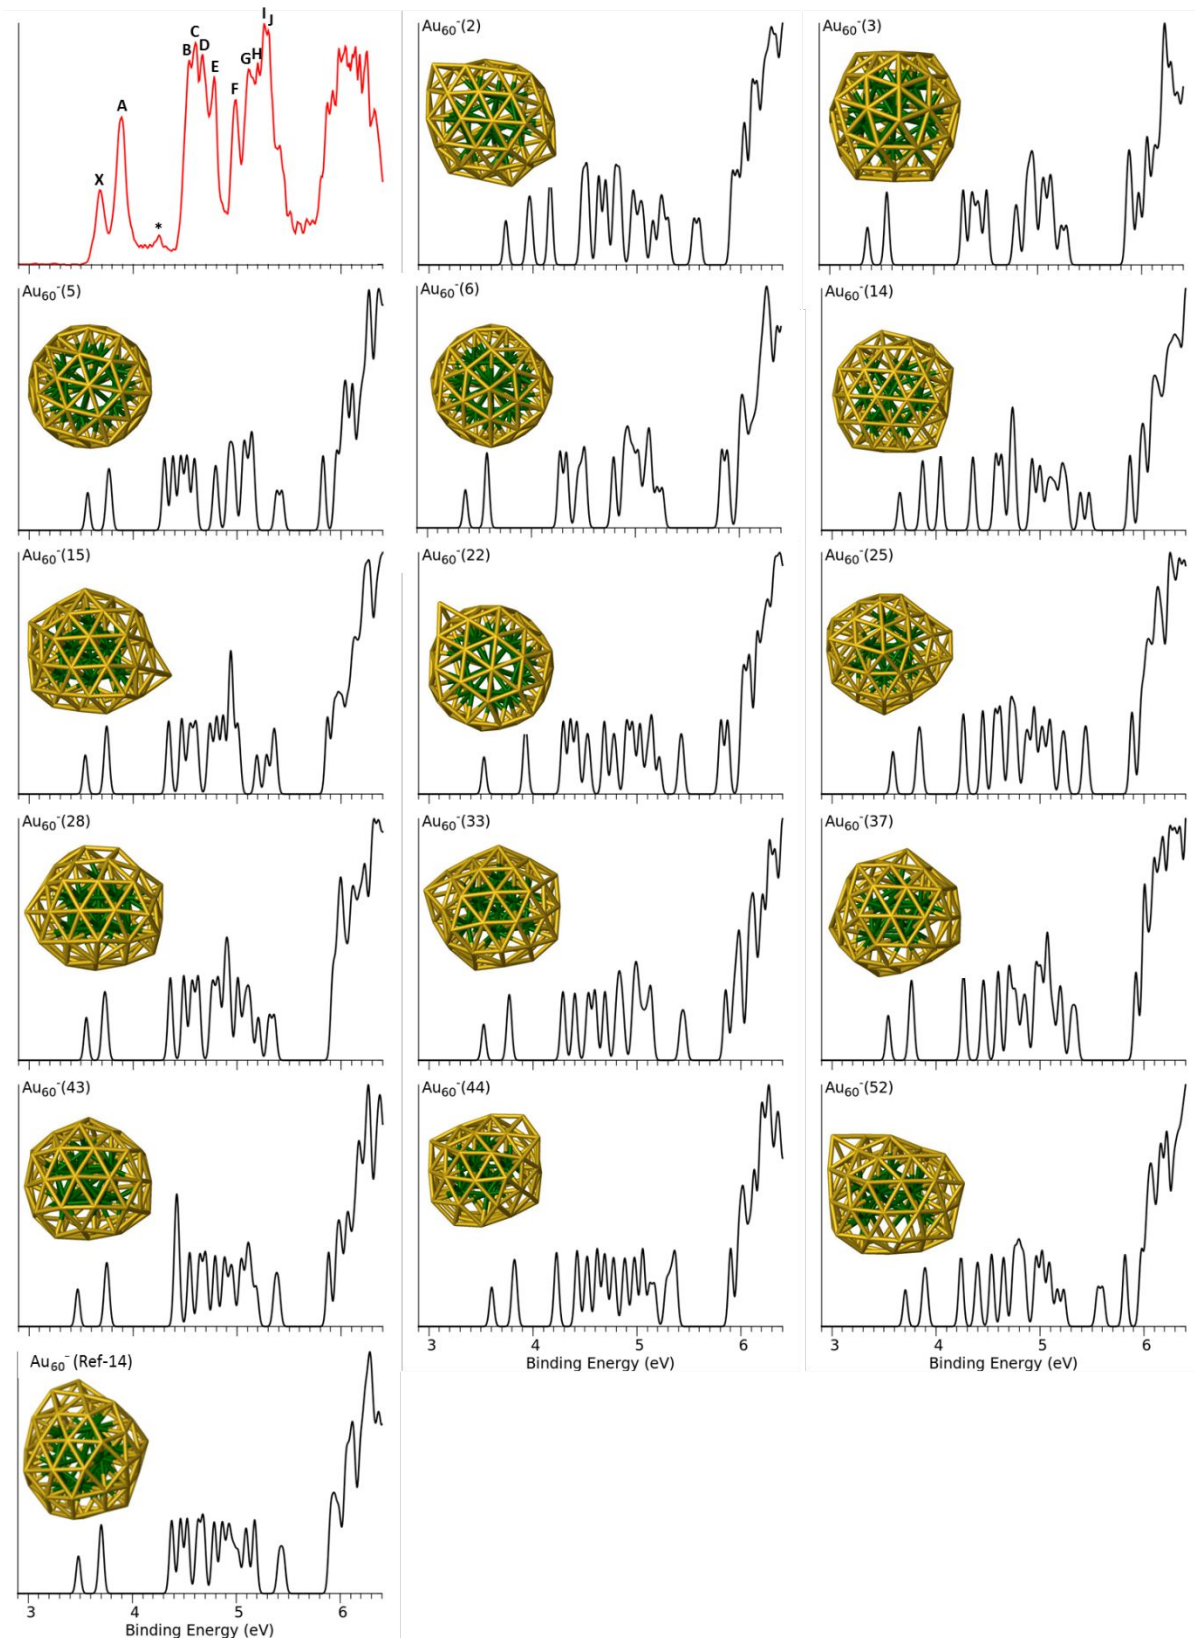 X A * B C D E F G H I J
Au60-(2)
Au60-(3)
Au60-(5)
Au60-(6)
Au60-(14)
Au60-(15)
Au60-(22)
Au60-(25)
Au60-(28)
Au60-(33)
Au60-(37)
Au60-(43)
Au60-(44)
Au60-(52)
3 4 5 6
Binding Energy (eV)
4 5 6
Binding Energy (eV)
Au60- (Ref-14)
3 4 5 6
Binding Energy (eV)